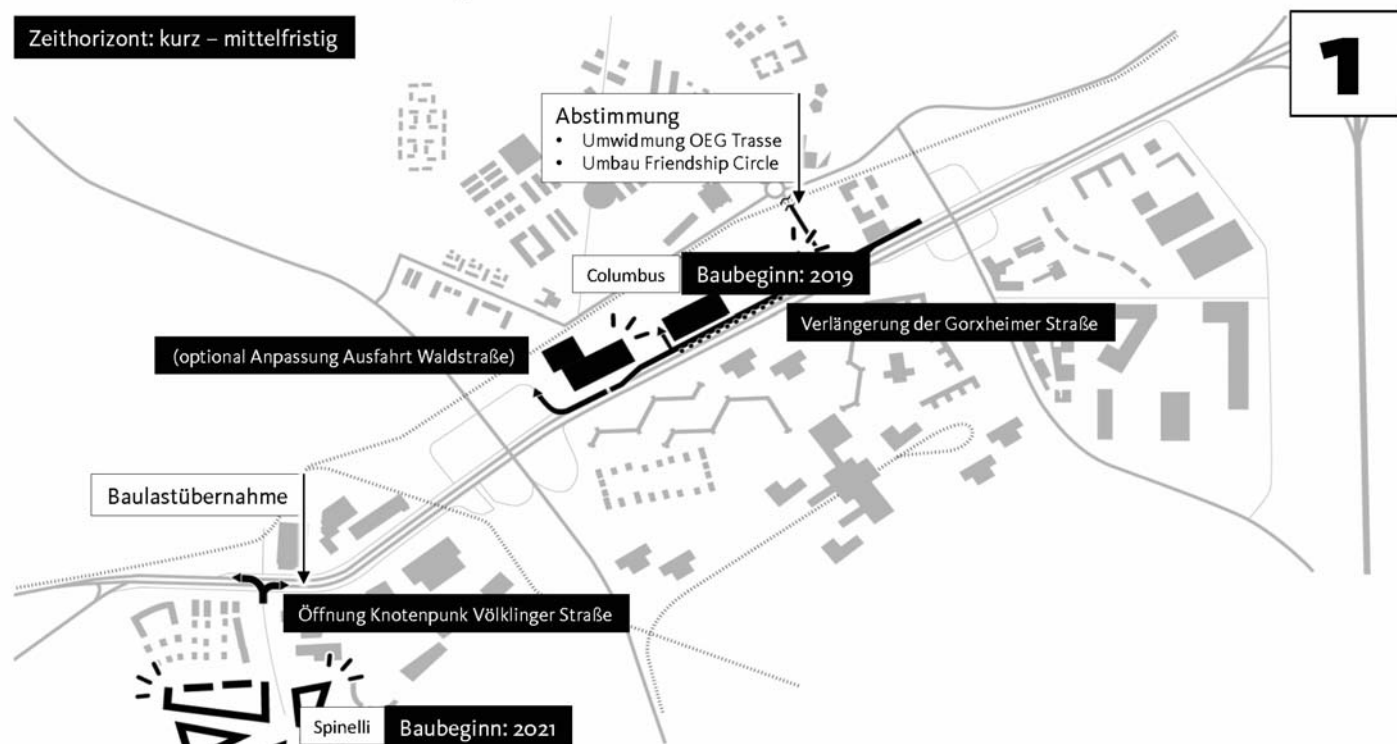 Zeithorizont: kurz – mittelfristig
1
Abstimmung
• Umwidmung OEG Trasse
• Umbau Friendship Circle
Columbus
Baubeginn: 2019
Verlängerung der Gorxheimer Straße
(optional Anpassung Ausfahrt Waldstraße)
Baulastübernahme
Öffnung Knotenpunk Völklinger Straße
Spinelli
Baubeginn: 2021